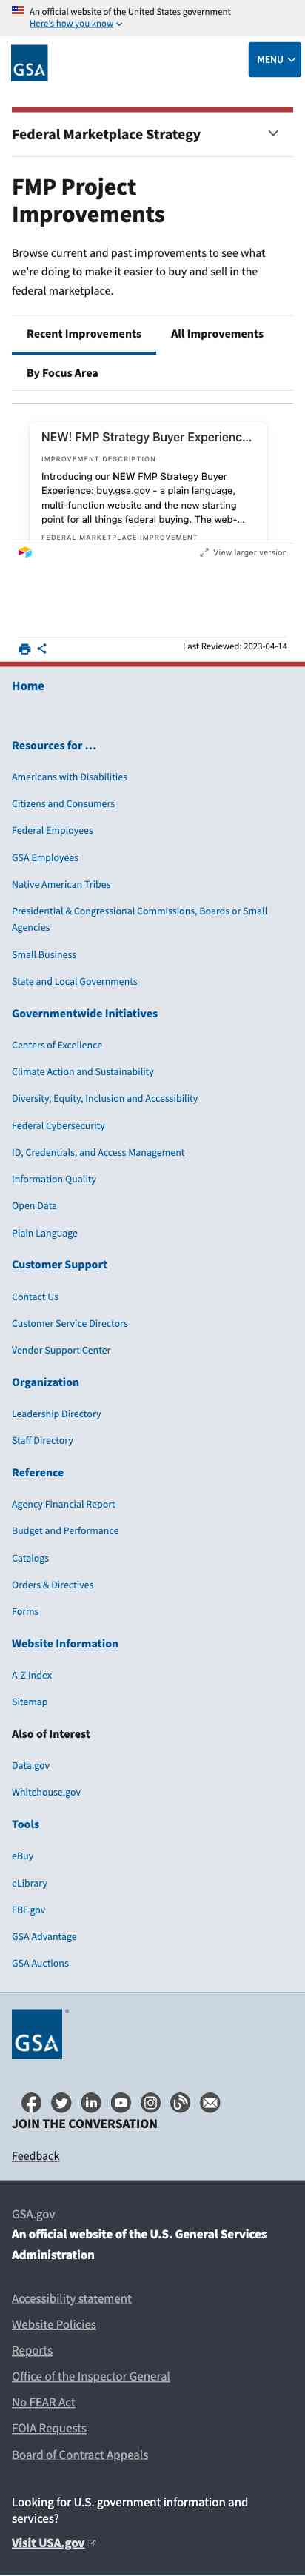 An official website of the United States government
Here's how you know
GSA
MENU
Federal Marketplace Strategy
FMP Project
Improvements
Browse current and past improvements to see what
we're doing to make it easier to buy and sell in the
federal marketplace.
Recent Improvements
All Improvements
By Focus Area
NEW! FMP Strategy Buyer Experienc...
IMPROVEMENT DESCRIPTION
Introducing our NEW FMP Strategy Buyer
Experience: buy.gsa.gov - a plain language,
multi-function website and the new starting
point for all things federal buying. The web-...
FEDERAL MARKETPLACE IMPROVEMENT
View larger version
Last Reviewed: 2023-04-14
Home
Resources for …
Americans with Disabilities
Citizens and Consumers
Federal Employees
GSA Employees
Native American Tribes
Presidential & Congressional Commissions, Boards or Small
Agencies
Small Business
State and Local Governments
Governmentwide Initiatives
Centers of Excellence
Climate Action and Sustainability
Diversity, Equity, Inclusion and Accessibility
Federal Cybersecurity
ID, Credentials, and Access Management
Information Quality
Open Data
Plain Language
Customer Support
Contact Us
Customer Service Directors
Vendor Support Center
Organization
Leadership Directory
Staff Directory
Reference
Agency Financial Report
Budget and Performance
Catalogs
Orders & Directives
Forms
Website Information
A-Z Index
Sitemap
Also of Interest
Data.gov
Whitehouse.gov
Tools
eBuy
eLibrary
FBF.gov
GSA Advantage
GSA Auctions
GSA
JOIN THE CONVERSATION
Feedback
GSA.gov
An official website of the U.S. General Services
Administration
Accessibility statement
Website Policies
Reports
Office of the Inspector General
No FEAR Act
FOIA Requests
Board of Contract Appeals
Looking for U.S. government information and
services?
Visit USA.gov